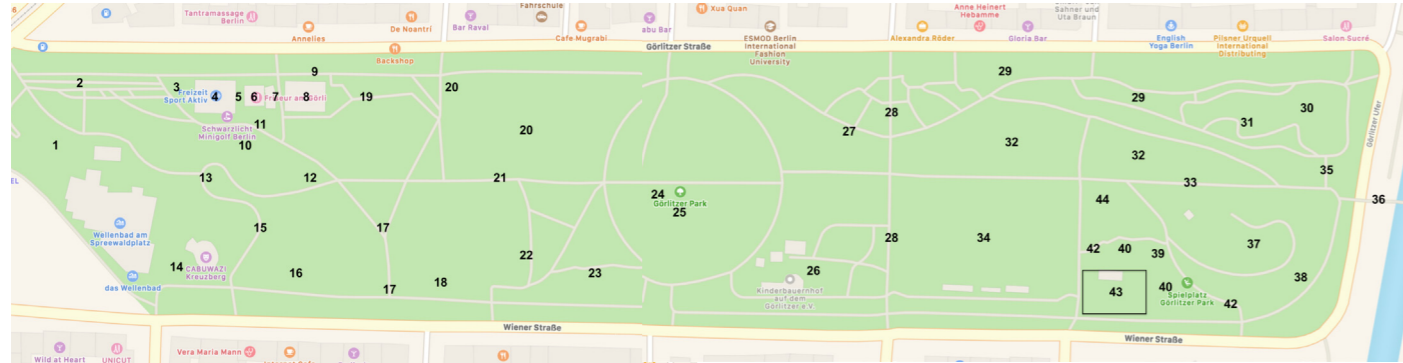 Tantramassage
Berlin
Annelies
De Noantri
Backshop
Bar Raval
Fahrschule
Cafe Mugrabi
abu Bar
Xua Quan
Görlitzer Straße
ESMOD Berlin
International
Fashion
University
Alexandra Röder
Anne Heinert
Hebamme
Gloria Bar
Sahner und
Uta Braun
English
Yoga Berlin
Pilsner Urquell
International
Distributing
Salon Sucré
Görlitzer Ufer
2
3
Freizeit
Sport Aktiv
4
5
6
7
8
9
19
20
29
28
29
30
31
Schwarzlicht
Minigolf Berlin
11
10
1
20
27
32
32
13
12
21
24
Görlitzer Park
25
33
35
36
44
Wellenbad am
Spreewaldplatz
15
17
28
34
42
40
39
37
14
CABUWAZI
Kreuzberg
das Wellenbad
16
17
18
22
23
26
Kinderbauernhof
auf dem
Görlitzer e.V.
43
40
Spielplatz
Görlitzer Park
42
38
Wiener Straße
Wiener Straße
Wild at Heart
UNICUT
Vera Maria Mann